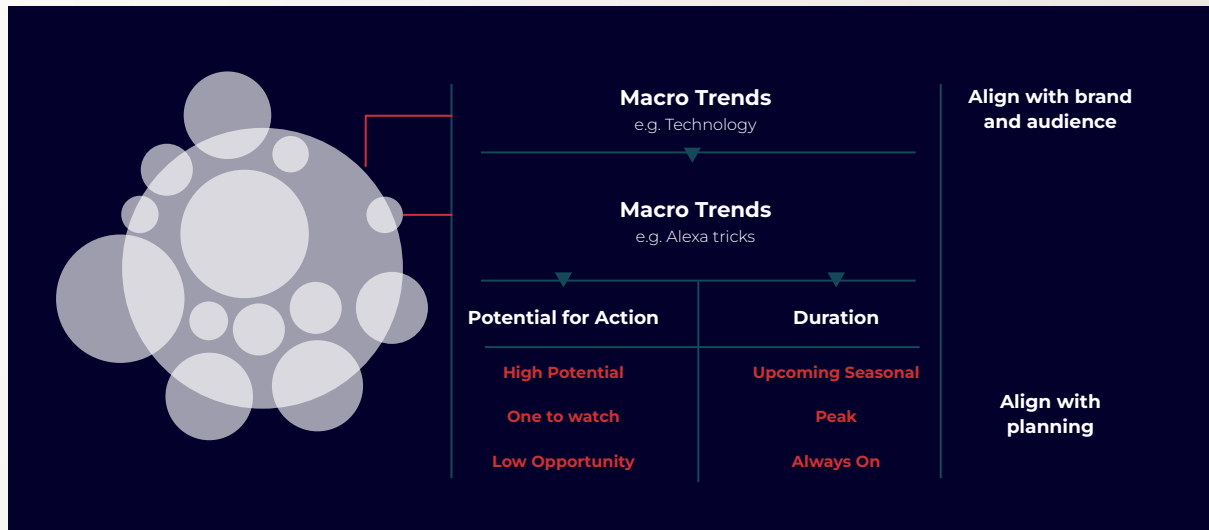 Macro Trends
e.g. Technology
Align with brand
and audience
Macro Trends
e.g. Alexa tricks
Potential for Action
Duration
High Potential
Upcoming Seasonal
One to watch
Peak
Low Opportunity
Always On
Align with
planning